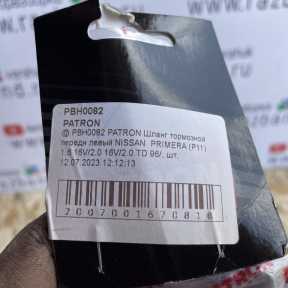 PBH0082
PATRON
@ PBH0082 PATRON Шланг тормозной
передн левый NISSAN PRIMERA (P11)
1.6 16V/2.0 16V/2.0 TD 96/, шт.
12.07.2023 12:12:13
7007001670816